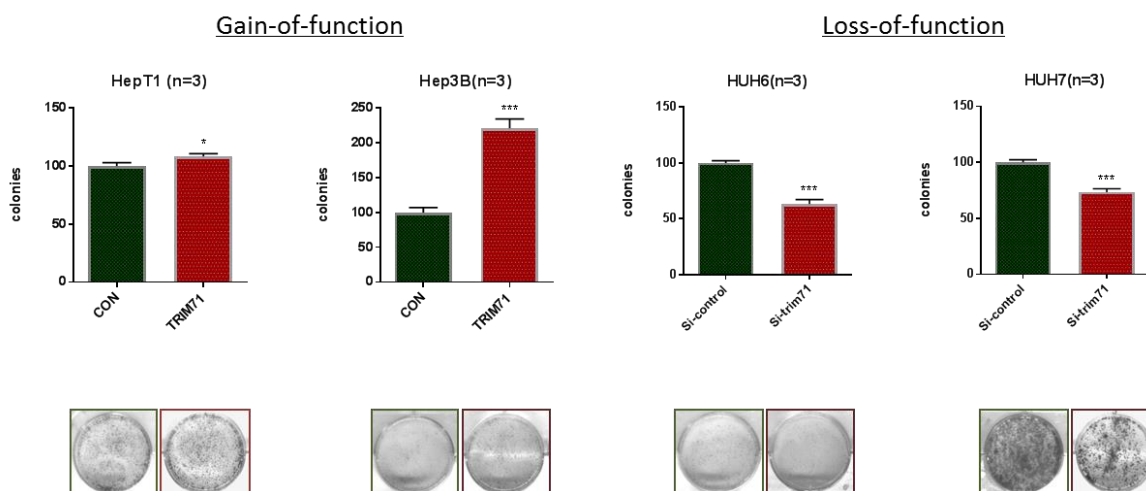 Gain-of-function
Loss-of-function
HepT1 (n=3)
150
100
50
0
colonies
*
CON
TRIM71
Hep3B(n=3)
250
200
150
100
50
0
colonies
***
CON
TRIM71
HUH6(n=3)
150
100
50
0
colonies
***
Si-control
Si-trim71
HUH7(n=3)
150
100
50
0
colonies
***
Si-control
Si-trim71